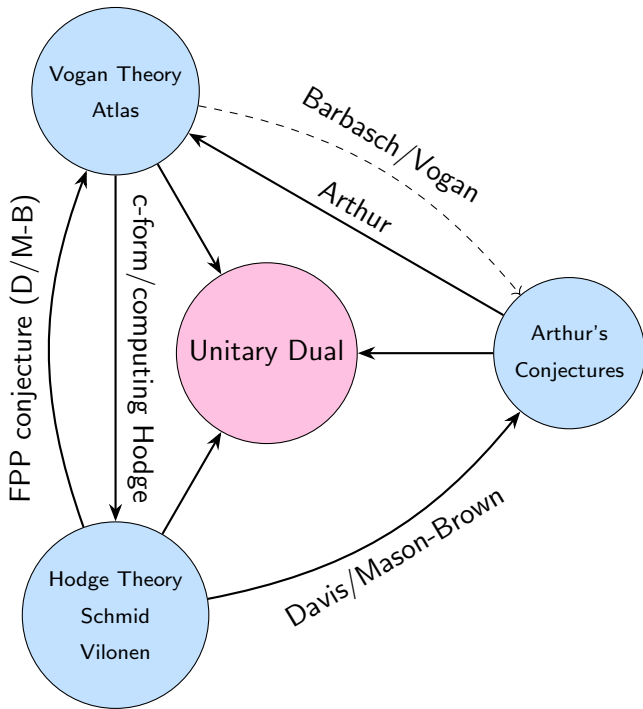 Vogan Theory
Atlas
Barbasch/Vogan
Arthur
FPP conjecture (D/M-B)
c-form/computing Hodge
Unitary Dual
Arthur's
Conjectures
Hodge Theory
Schmid
Vilonen
Davis/Mason-Brown